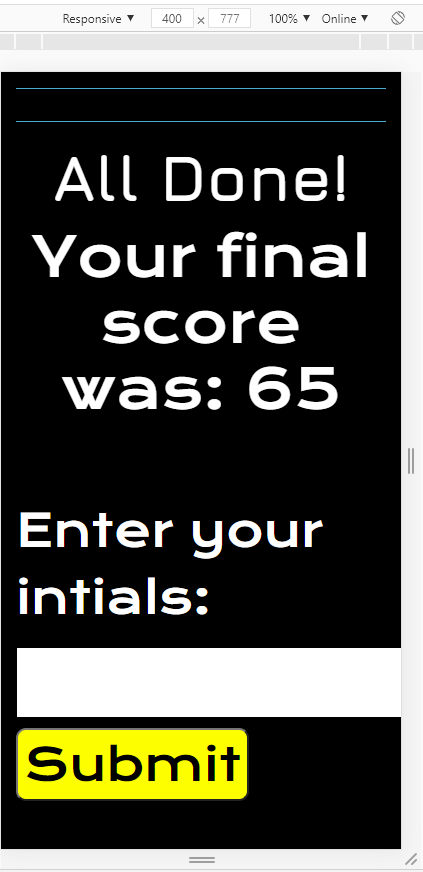 Responsive ▼ 400 × 777 100% ▼ Online ▼
All Done!
Your final
score
was: 65
Enter your
intials:
Submit